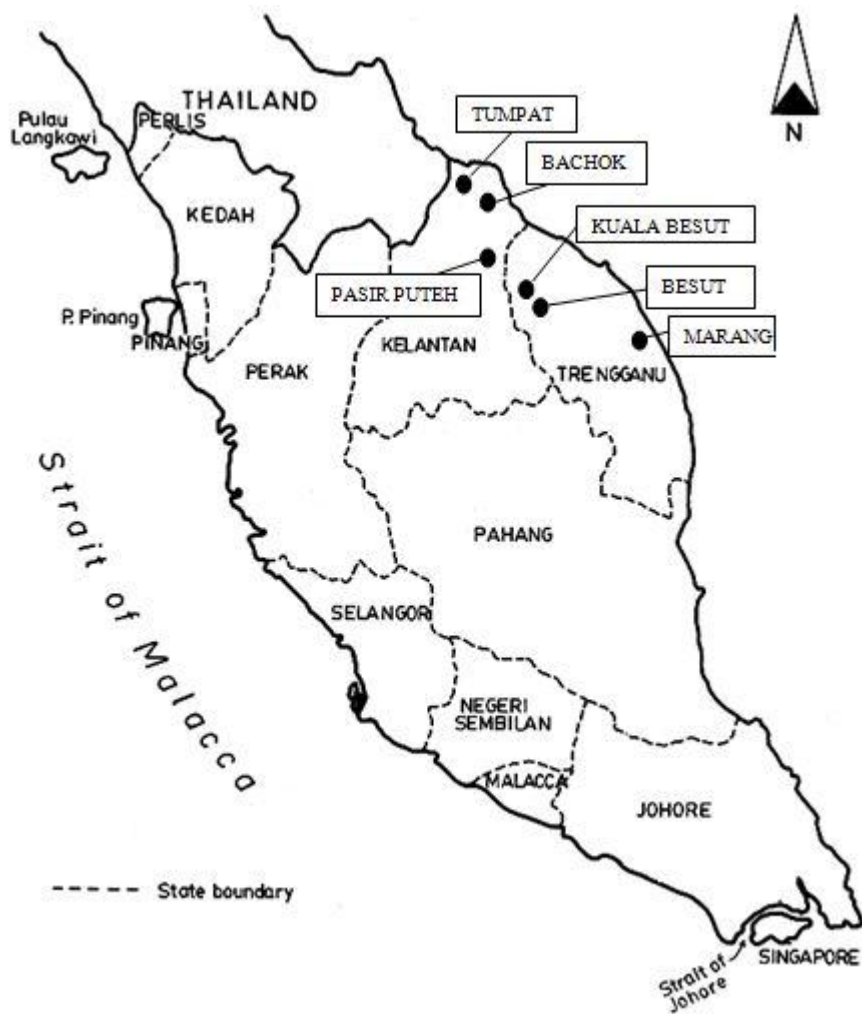 THAILAND
N
TUMPAT
Pulau
Langkawi
PERLIS
BACHOK
KEDAH
KUALA BESUT
PASIR PUTEH
BESUT
P. Pinang
PINANG
KELANTAN
MARANG
PERAK
TRENGGANU
Strait of Malacca
PAHANG
SELANGOR
NEGERI
SEMBILAN
MALACCA
JOHORE
State boundary
SINGAPORE
Strait of
Johore